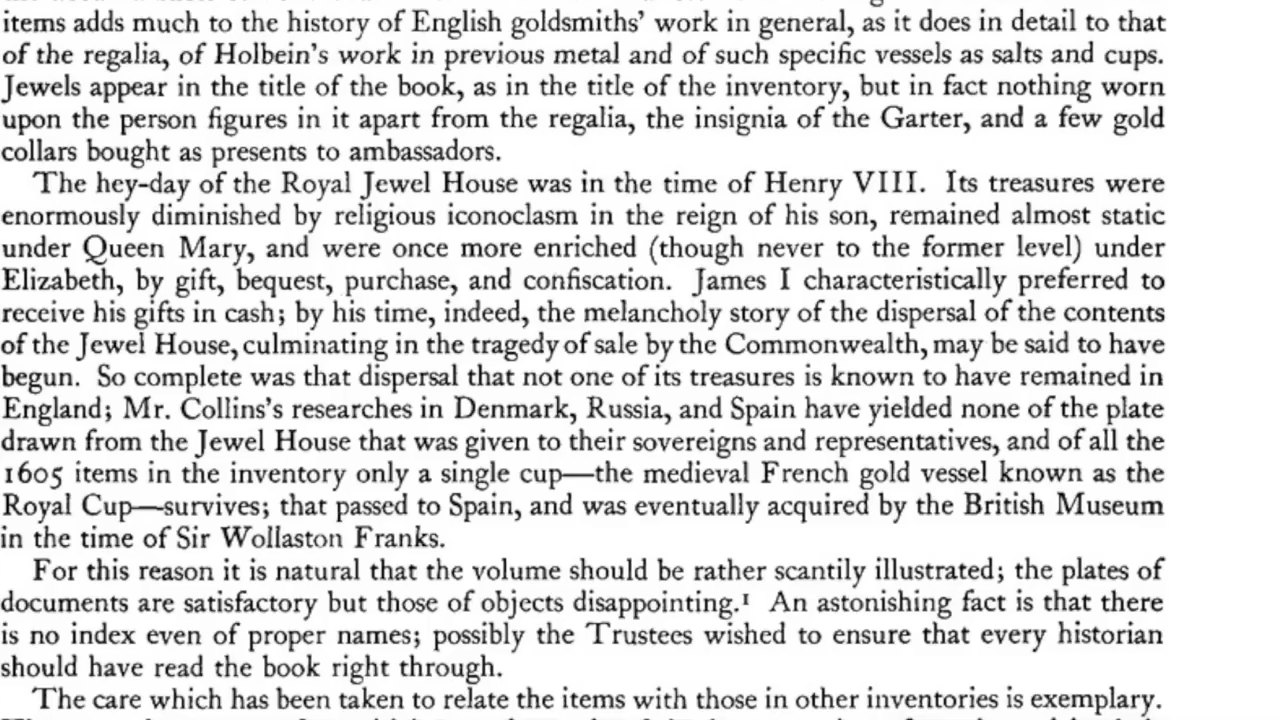 items adds much to the history of English goldsmiths' work in general, as it does in detail to that
of the regalia, of Holbein's work in previous metal and of such specific vessels as salts and cups.
Jewels appear in the title of the book, as in the title of the inventory, but in fact nothing worn
upon the person figures in it apart from the regalia, the insignia of the Garter, and a few gold
collars bought as presents to ambassadors.
The hey-day of the Royal Jewel House was in the time of Henry VIII. Its treasures were
enormously diminished by religious iconoclasm in the reign of his son, remained almost static
under Queen Mary, and were once more enriched (though never to the former level) under
Elizabeth, by gift, bequest, purchase, and confiscation. James I characteristically preferred to
receive his gifts in cash; by his time, indeed, the melancholy story of the dispersal of the contents
of the Jewel House, culminating in the tragedy of sale by the Commonwealth, may be said to have
begun. So complete was that dispersal that not one of its treasures is known to have remained in
England; Mr. Collins's researches in Denmark, Russia, and Spain have yielded none of the plate
drawn from the Jewel House that was given to their sovereigns and representatives, and of all the
1605 items in the inventory only a single cup—the medieval French gold vessel known as the
Royal Cup—survives; that passed to Spain, and was eventually acquired by the British Museum
in the time of Sir Wollaston Franks.
For this reason it is natural that the volume should be rather scantily illustrated; the plates of
documents are satisfactory but those of objects disappointing.¹ An astonishing fact is that there
is no index even of proper names; possibly the Trustees wished to ensure that every historian
should have read the book right through.
The care which has been taken to relate the items with those in other inventories is exemplary.